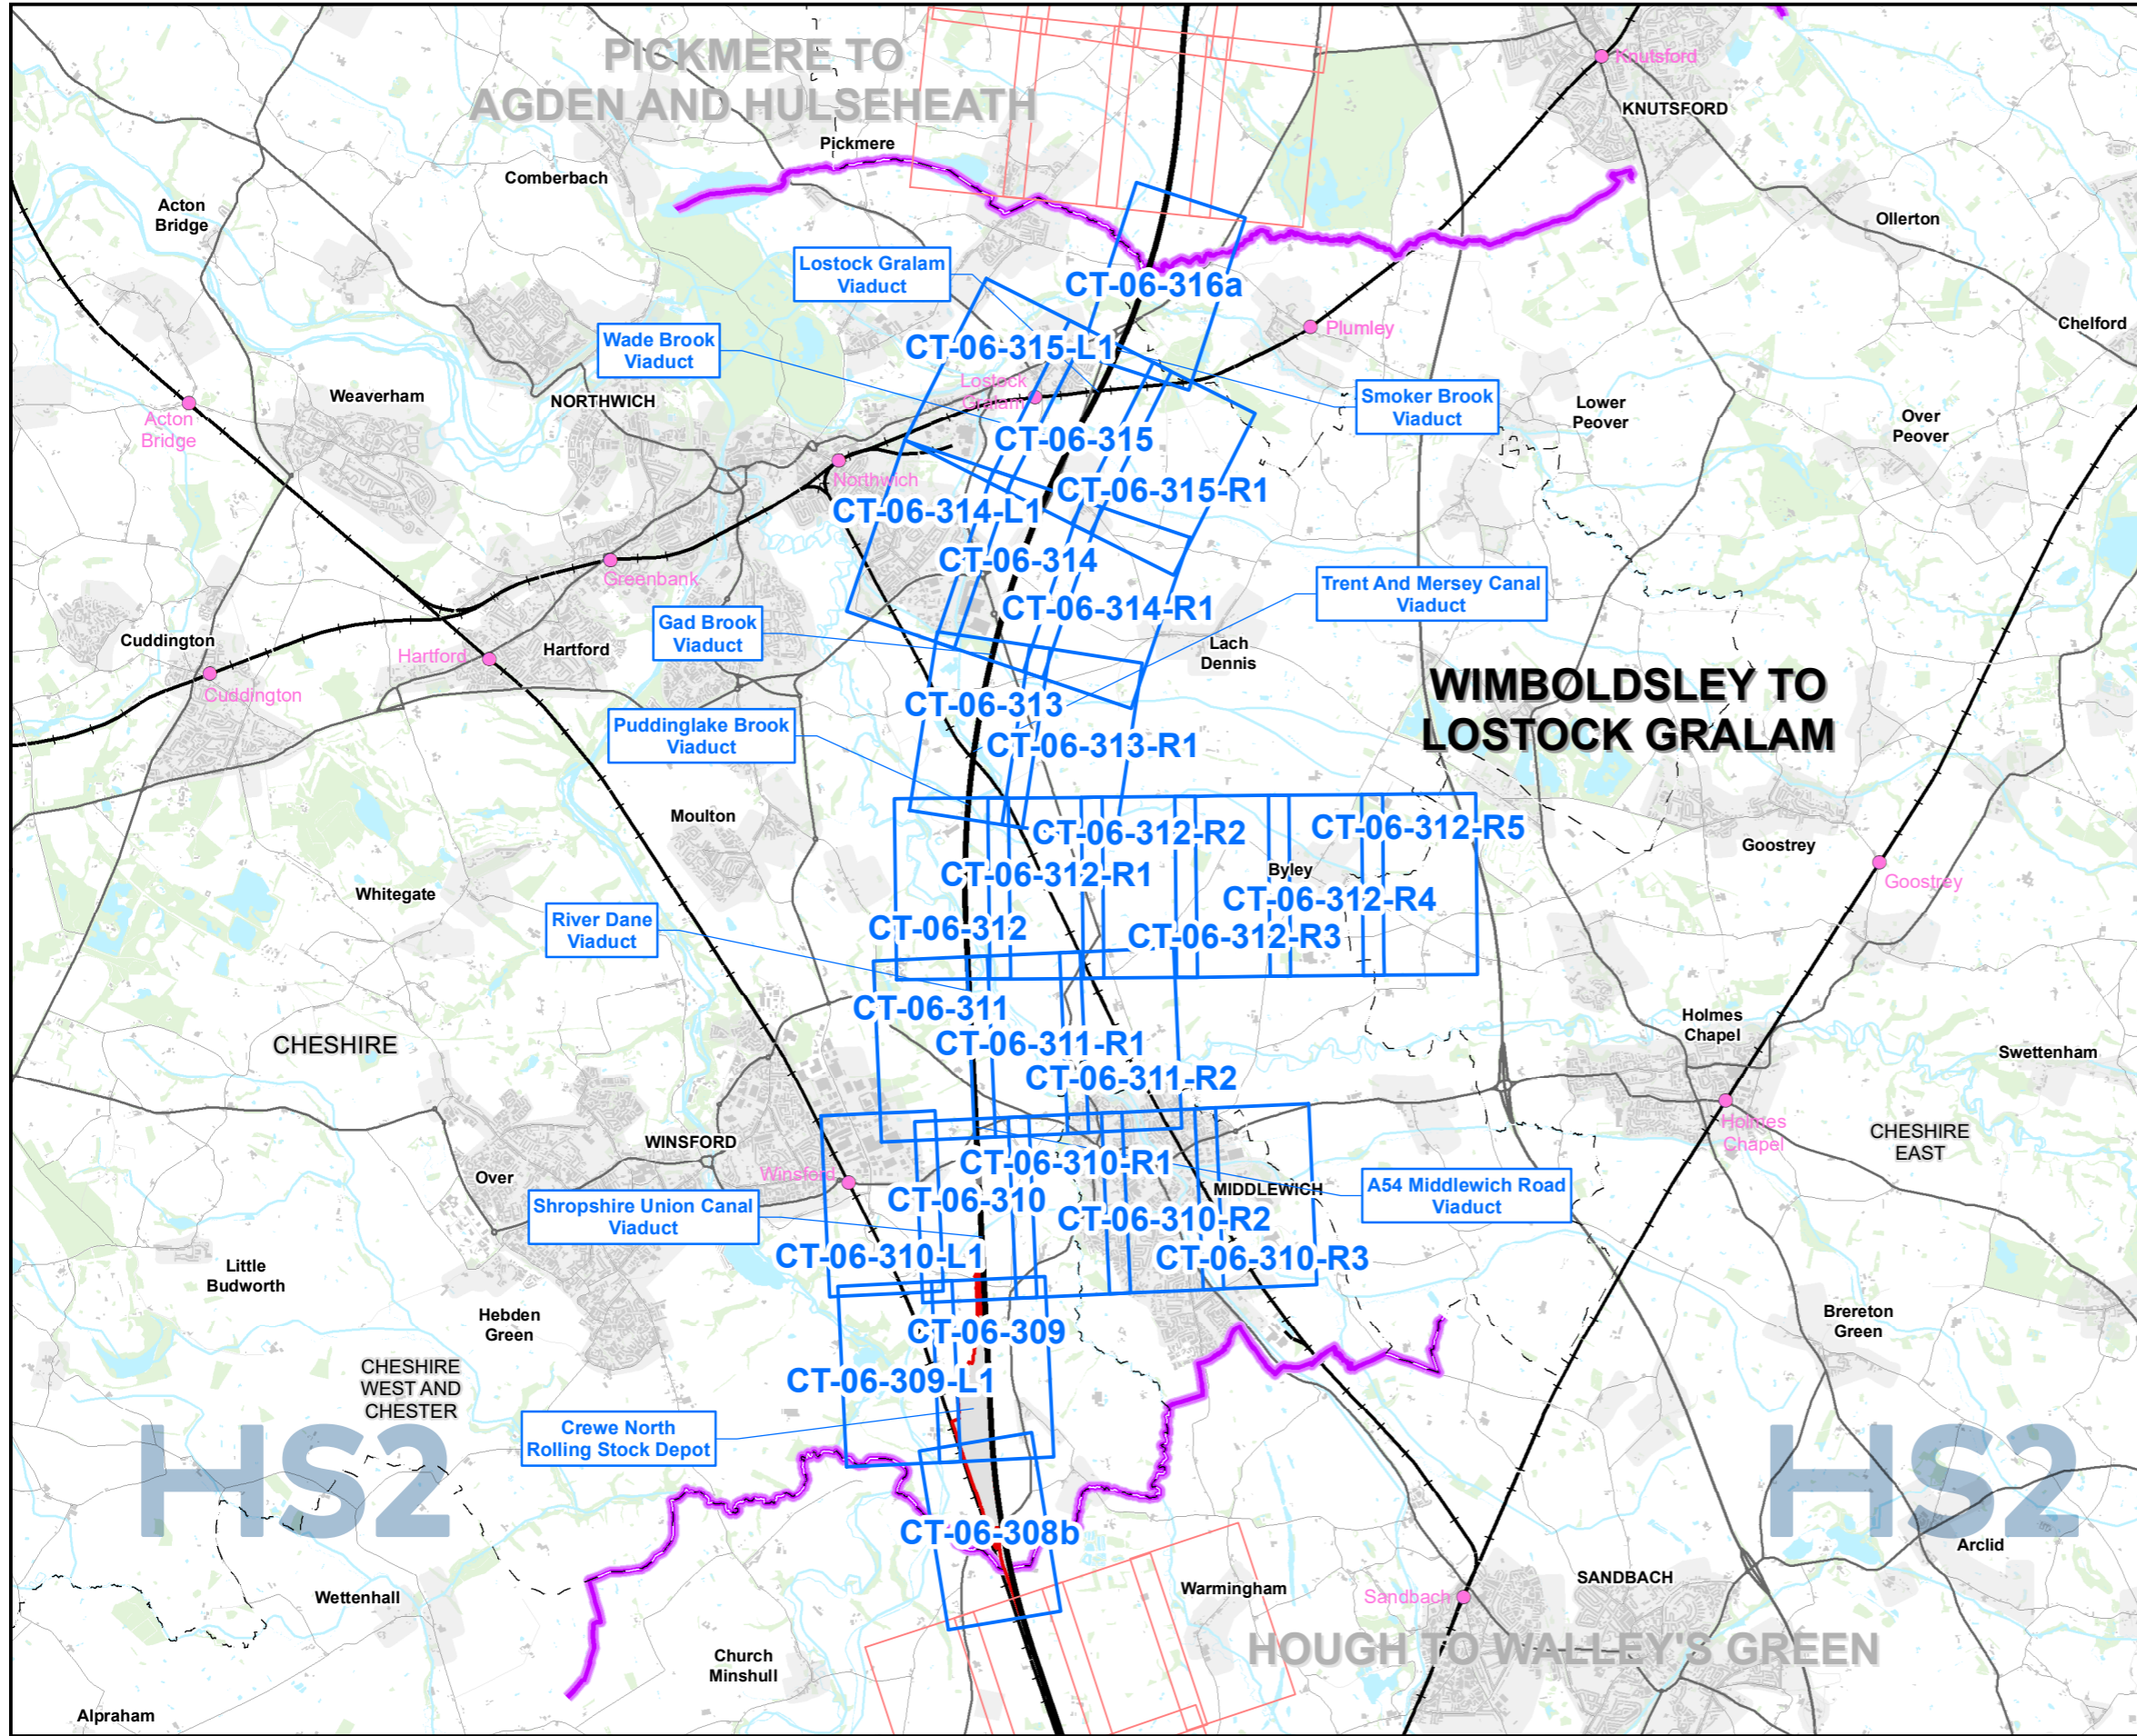 PICKMERE TO
AGDEN AND HULSEHEATH
Knutsford
KNUTSFORD
Pickmere
Comberbach
Acton
Bridge
Ollerton
Lostock Gralam
Viaduct
CT-06-316a
Plumley
Chelford
Wade Brook
Viaduct
CT-06-315-L1
Lostock
Gralam
Weaverham
NORTHWICH
Acton
Bridge
Smoker Brook
Viaduct
Lower
Peover
Over
Peover
CT-06-315
Northwich
CT-06-315-R1
CT-06-314-L1
CT-06-314
Greenbank
CT-06-314-R1
Trent And Mersey Canal
Viaduct
Gad Brook
Viaduct
Cuddington
Hartford
Hartford
Lach
Dennis
Cuddington
WIMBOLDSLEY TO
LOSTOCK GRALAM
CT-06-313
Puddinglake Brook
Viaduct
CT-06-313-R1
Moulton
CT-06-312-R2
CT-06-312-R5
Goostrey
Goostrey
Byley
CT-06-312-R1
Whitegate
CT-06-312-R4
River Dane
Viaduct
CT-06-312
CT-06-312-R3
CT-06-311
Holmes
Chapel
CHESHIRE
CT-06-311-R1
Swettenham
CT-06-311-R2
WINSFORD
Holmes
Chapel
CHESHIRE
EAST
Over
Winsford
CT-06-310-R1
MIDDLEWICH
A54 Middlewich Road
Viaduct
Shropshire Union Canal
Viaduct
CT-06-310
CT-06-310-R2
CT-06-310-L1
CT-06-310-R3
Little
Budworth
Hebden
Green
CT-06-309
Brereton
Green
CHESHIRE
WEST AND
CHESTER
CT-06-309-L1
Crewe North
Rolling Stock Depot
HS2
HS2
CT-06-308b
Arclid
Wettenhall
Warmingham
Sandbach
SANDBACH
Church
Minshull
HOUGH TO WALLEY'S GREEN
Alpraham